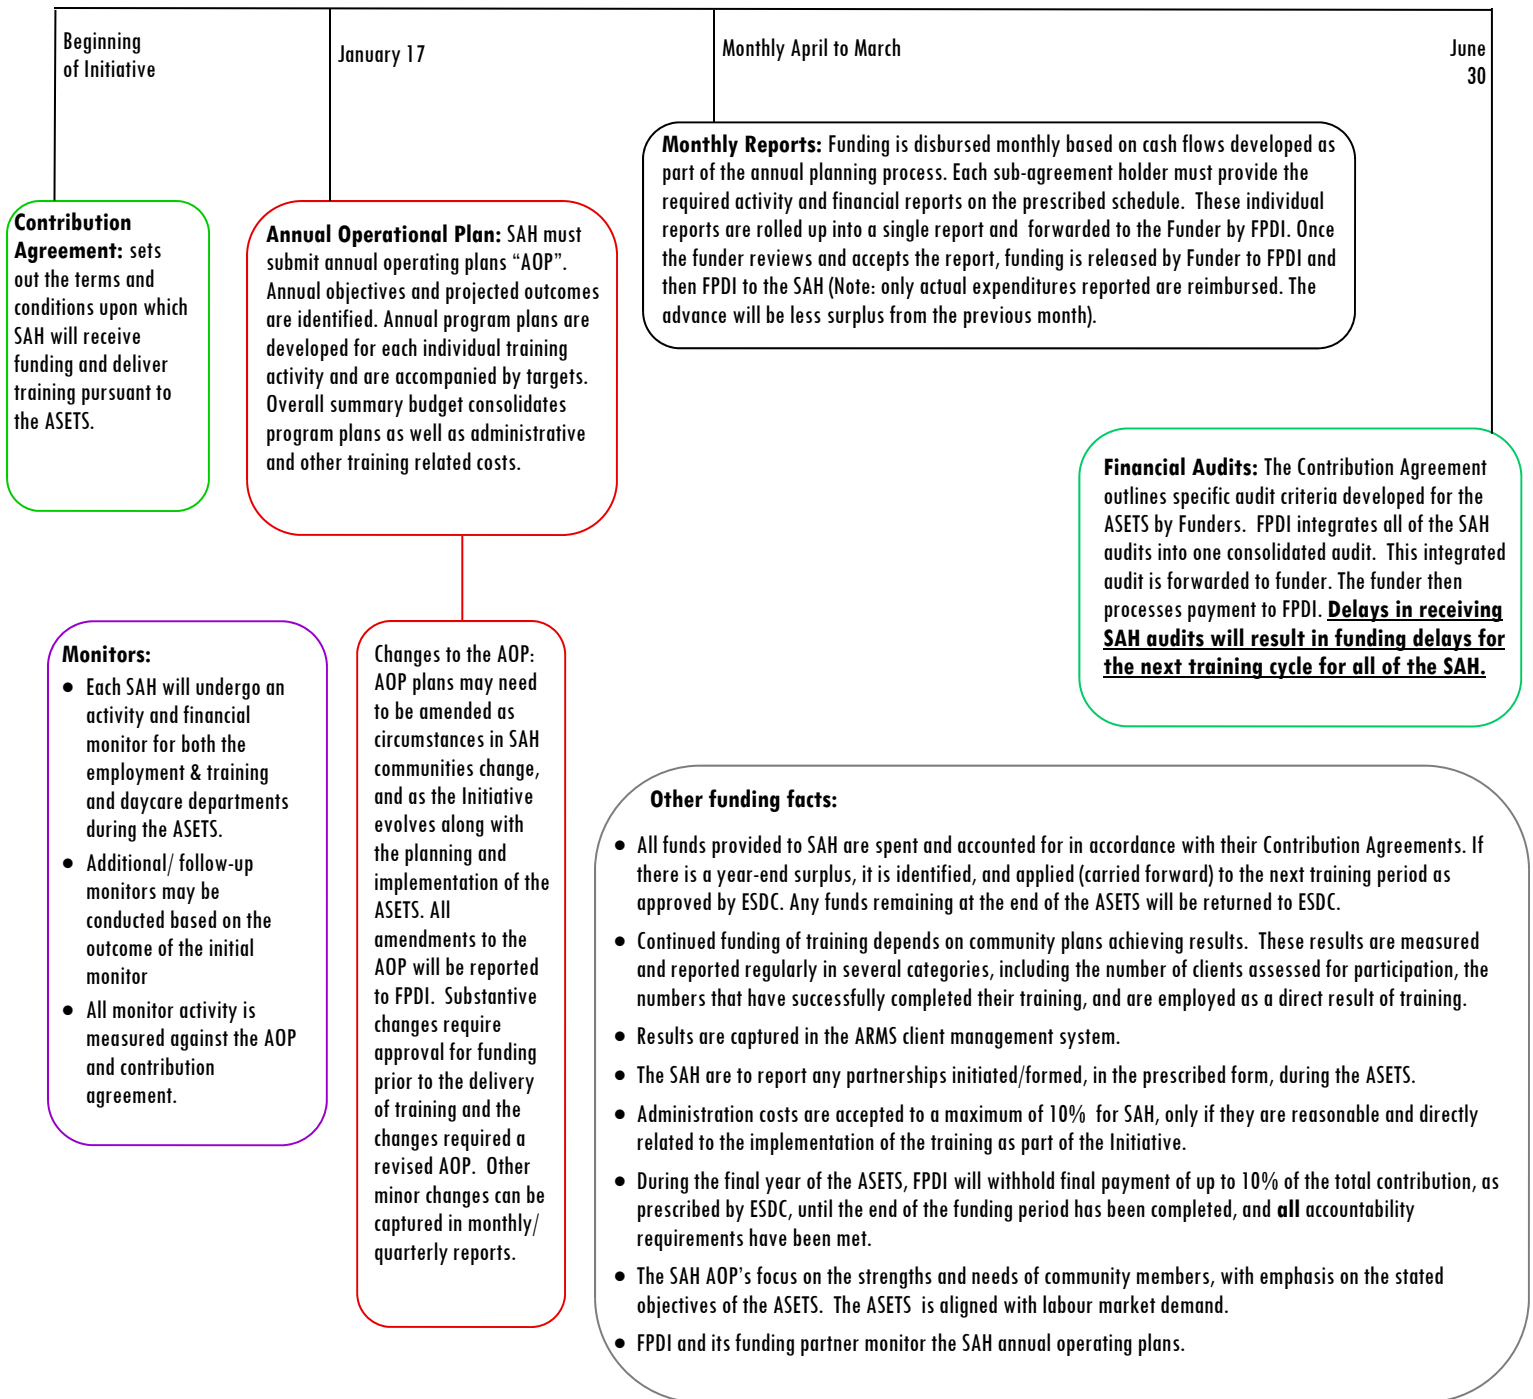 Beginning
of Initiative
January 17
Monthly April to March
June
30
Monthly Reports: Funding is disbursed monthly based on cash flows developed as
part of the annual planning process. Each sub-agreement holder must provide the
required activity and financial reports on the prescribed schedule. These individual
reports are rolled up into a single report and forwarded to the Funder by FPDI. Once
the funder reviews and accepts the report, funding is released by Funder to FPDI and
then FPDI to the SAH (Note: only actual expenditures reported are reimbursed. The
advance will be less surplus from the previous month).
Contribution
Agreement: sets
out the terms and
conditions upon which
SAH will receive
funding and deliver
training pursuant to
the ASETS.
Annual Operational Plan: SAH must
submit annual operating plans “AOP”.
Annual objectives and projected outcomes
are identified. Annual program plans are
developed for each individual training
activity and are accompanied by targets.
Overall summary budget consolidates
program plans as well as administrative
and other training related costs.
Financial Audits: The Contribution Agreement
outlines specific audit criteria developed for the
ASETS by Funders. FPDI integrates all of the SAH
audits into one consolidated audit. This integrated
audit is forwarded to funder. The funder then
processes payment to FPDI. Delays in receiving
SAH audits will result in funding delays for
the next training cycle for all of the SAH.
Monitors:
• Each SAH will undergo an
activity and financial
monitor for both the
employment & training
and daycare departments
during the ASETS.
• Additional/ follow-up
monitors may be
conducted based on the
outcome of the initial
monitor
• All monitor activity is
measured against the AOP
and contribution
agreement.
Changes to the AOP:
AOP plans may need
to be amended as
circumstances in SAH
communities change,
and as the Initiative
evolves along with
the planning and
implementation of the
ASETS. All
amendments to the
AOP will be reported
to FPDI. Substantive
changes require
approval for funding
prior to the delivery
of training and the
changes required a
revised AOP. Other
minor changes can be
captured in monthly/
quarterly reports.
Other funding facts:
• All funds provided to SAH are spent and accounted for in accordance with their Contribution Agreements. If
there is a year-end surplus, it is identified, and applied (carried forward) to the next training period as
approved by ESDC. Any funds remaining at the end of the ASETS will be returned to ESDC.
• Continued funding of training depends on community plans achieving results. These results are measured
and reported regularly in several categories, including the number of clients assessed for participation, the
numbers that have successfully completed their training, and are employed as a direct result of training.
• Results are captured in the ARMS client management system.
• The SAH are to report any partnerships initiated/formed, in the prescribed form, during the ASETS.
• Administration costs are accepted to a maximum of 10% for SAH, only if they are reasonable and directly
related to the implementation of the training as part of the Initiative.
• During the final year of the ASETS, FPDI will withhold final payment of up to 10% of the total contribution, as
prescribed by ESDC, until the end of the funding period has been completed, and all accountability
requirements have been met.
• The SAH AOP’s focus on the strengths and needs of community members, with emphasis on the stated
objectives of the ASETS. The ASETS is aligned with labour market demand.
• FPDI and its funding partner monitor the SAH annual operating plans.